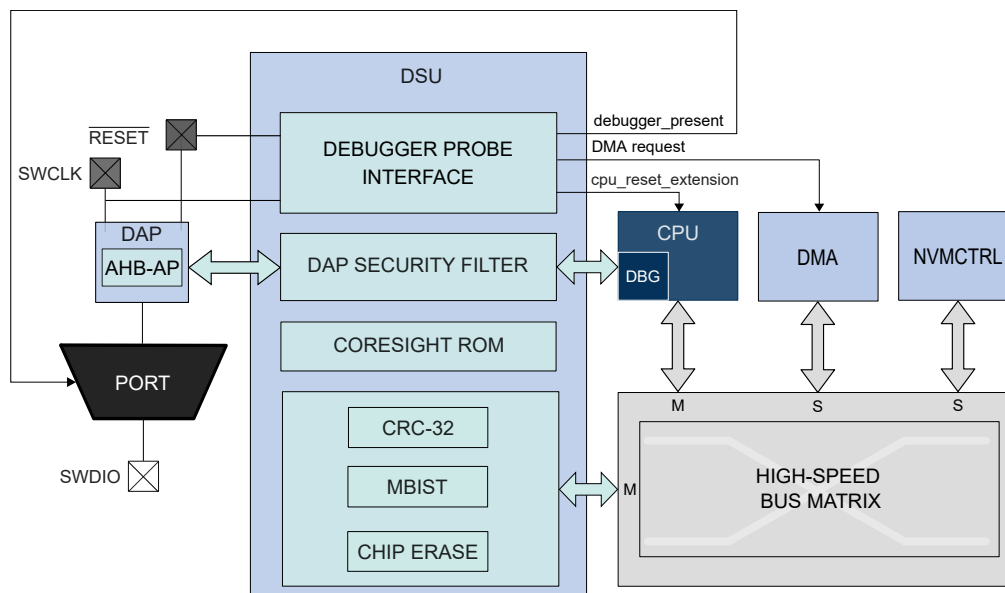 DSU
debugger_present
RESET
DEBUGGER PROBE
INTERFACE
DMA request
SWCLK
cpu_reset_extension
DAP
AHB-AP
DAP SECURITY FILTER
CPU
DBG
DMA
NVMCTRL
CORESIGHT ROM
PORT
M
S
S
CRC-32
SWDIO
MBIST
M
HIGH-SPEED
BUS MATRIX
CHIP ERASE